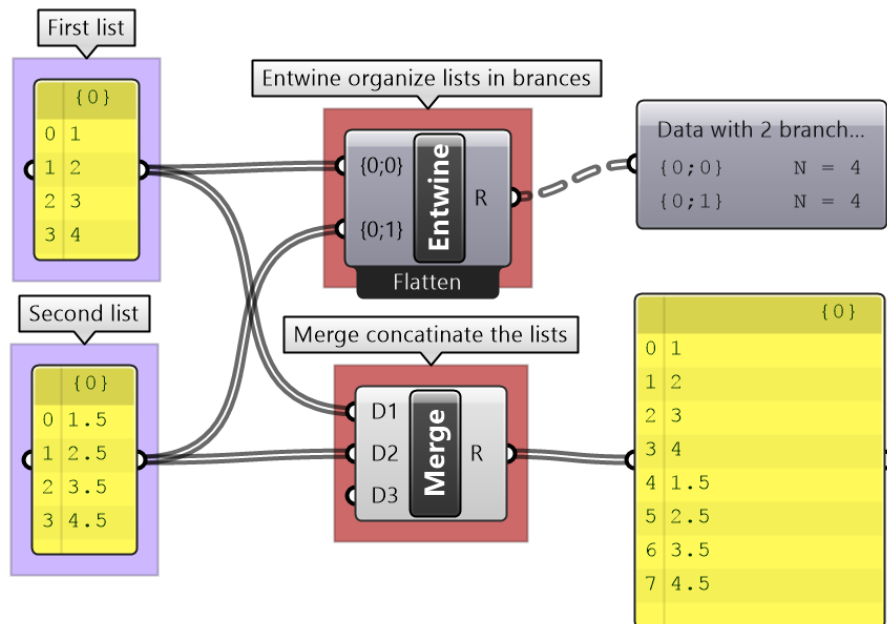 First list
{0}
0 1
1 2
2 3
3 4
Entwine organize lists in brances
{0;0}
{0;1}
Entwine
R
Flatten
Data with 2 branch...
{0;0} N = 4
{0;1} N = 4
Second list
{0}
0 1.5
1 2.5
2 3.5
3 4.5
Merge concatinate the lists
D1
D2
D3
Merge
R
{0}
0 1
1 2
2 3
3 4
4 1.5
5 2.5
6 3.5
7 4.5